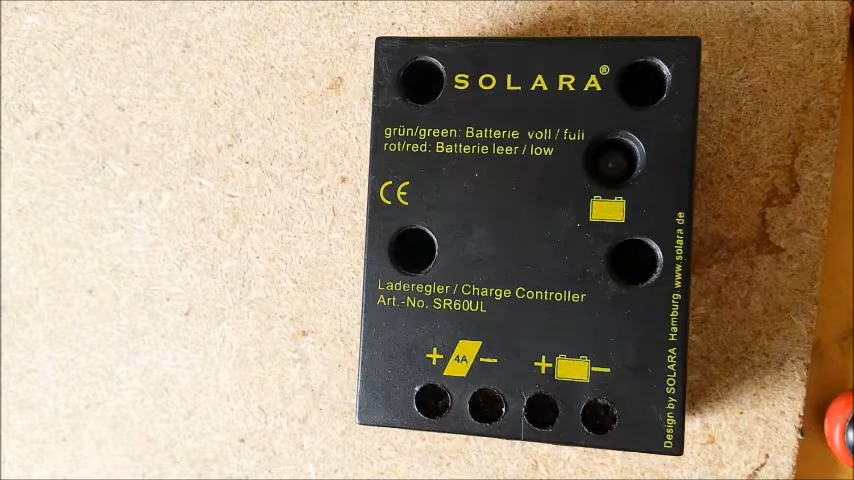 SOLARA®
grün/green: Batterie voll / full
rot/red: Batterie leer / low
CE
Laderegler / Charge Controller
Art.-No. SR60UL
+ 4A − + −
Design by SOLARA Hamburg www.solara.de